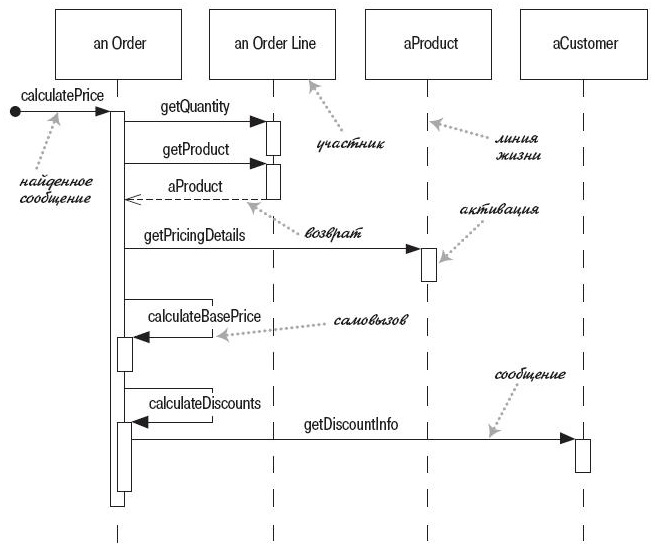 an Order
an Order Line
aProduct
aCustomer
calculatePrice
getQuantity
участник
линия
жизни
getProduct
найденное
сообщение
aProduct
возврат
активация
getPricingDetails
calculateBasePrice
самовызов
сообщение
calculateDiscounts
getDiscountInfo